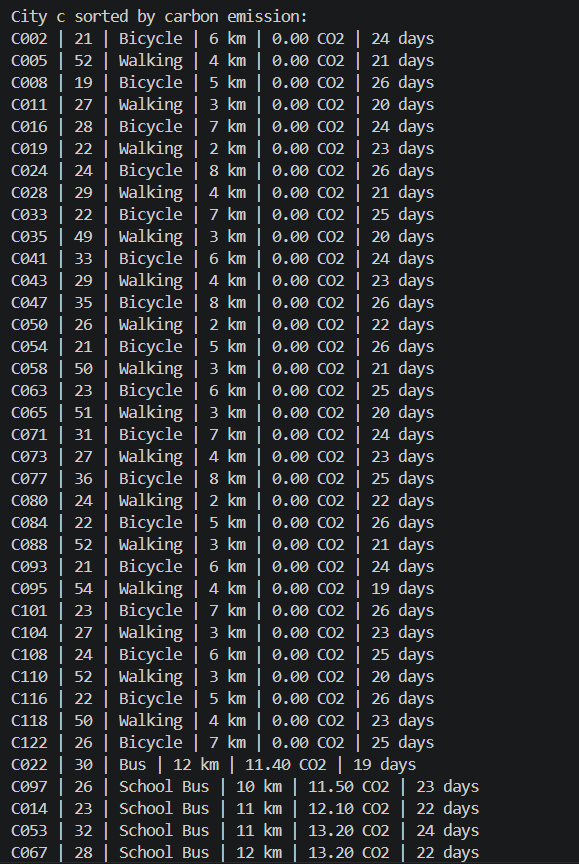 City c sorted by carbon emission:
C002 | 21 | Bicycle | 6 km | 0.00 CO2 | 24 days
C005 | 52 | Walking | 4 km | 0.00 CO2 | 21 days
C008 | 19 | Bicycle | 5 km | 0.00 CO2 | 26 days
C011 | 27 | Walking | 3 km | 0.00 CO2 | 20 days
C016 | 28 | Bicycle | 7 km | 0.00 CO2 | 24 days
C019 | 22 | Walking | 2 km | 0.00 CO2 | 23 days
C024 | 24 | Bicycle | 8 km | 0.00 CO2 | 26 days
C028 | 29 | Walking | 4 km | 0.00 CO2 | 21 days
C033 | 22 | Bicycle | 7 km | 0.00 CO2 | 25 days
C035 | 49 | Walking | 3 km | 0.00 CO2 | 20 days
C041 | 33 | Bicycle | 6 km | 0.00 CO2 | 24 days
C043 | 29 | Walking | 4 km | 0.00 CO2 | 23 days
C047 | 35 | Bicycle | 8 km | 0.00 CO2 | 26 days
C050 | 26 | Walking | 2 km | 0.00 CO2 | 22 days
C054 | 21 | Bicycle | 5 km | 0.00 CO2 | 26 days
C058 | 50 | Walking | 3 km | 0.00 CO2 | 21 days
C063 | 23 | Bicycle | 6 km | 0.00 CO2 | 25 days
C065 | 51 | Walking | 3 km | 0.00 CO2 | 20 days
C071 | 31 | Bicycle | 7 km | 0.00 CO2 | 24 days
C073 | 27 | Walking | 4 km | 0.00 CO2 | 23 days
C077 | 36 | Bicycle | 8 km | 0.00 CO2 | 25 days
C080 | 24 | Walking | 2 km | 0.00 CO2 | 22 days
C084 | 22 | Bicycle | 5 km | 0.00 CO2 | 26 days
C088 | 52 | Walking | 3 km | 0.00 CO2 | 21 days
C093 | 21 | Bicycle | 6 km | 0.00 CO2 | 24 days
C095 | 54 | Walking | 4 km | 0.00 CO2 | 19 days
C101 | 23 | Bicycle | 7 km | 0.00 CO2 | 26 days
C104 | 27 | Walking | 3 km | 0.00 CO2 | 23 days
C108 | 24 | Bicycle | 6 km | 0.00 CO2 | 25 days
C110 | 52 | Walking | 3 km | 0.00 CO2 | 20 days
C116 | 22 | Bicycle | 5 km | 0.00 CO2 | 26 days
C118 | 50 | Walking | 4 km | 0.00 CO2 | 23 days
C122 | 26 | Bicycle | 7 km | 0.00 CO2 | 25 days
C022 | 30 | Bus | 12 km | 11.40 CO2 | 19 days
C097 | 26 | School Bus | 10 km | 11.50 CO2 | 23 days
C014 | 23 | School Bus | 11 km | 12.10 CO2 | 22 days
C053 | 32 | School Bus | 11 km | 13.20 CO2 | 24 days
C067 | 28 | School Bus | 12 km | 13.20 CO2 | 22 days